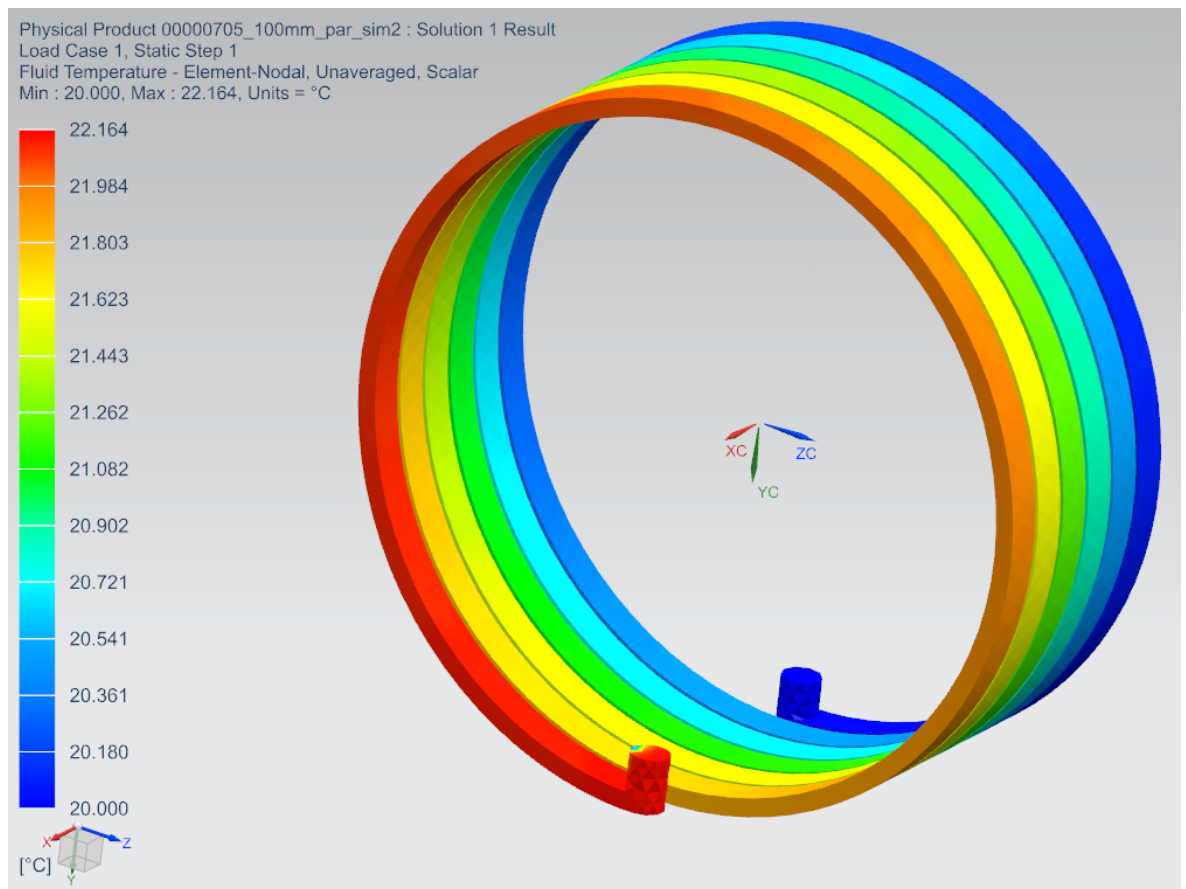 Physical Product 00000705_100mm_par_sim2 : Solution 1 Result
Load Case 1, Static Step 1
Fluid Temperature - Element-Nodal, Unaveraged, Scalar
Min : 20.000, Max : 22.164, Units = °C
22.164
21.984
21.803
21.623
21.443
21.262
21.082
20.902
20.721
20.541
20.361
20.180
20.000
[°C]
X
Z
Y
XC
ZC
YC